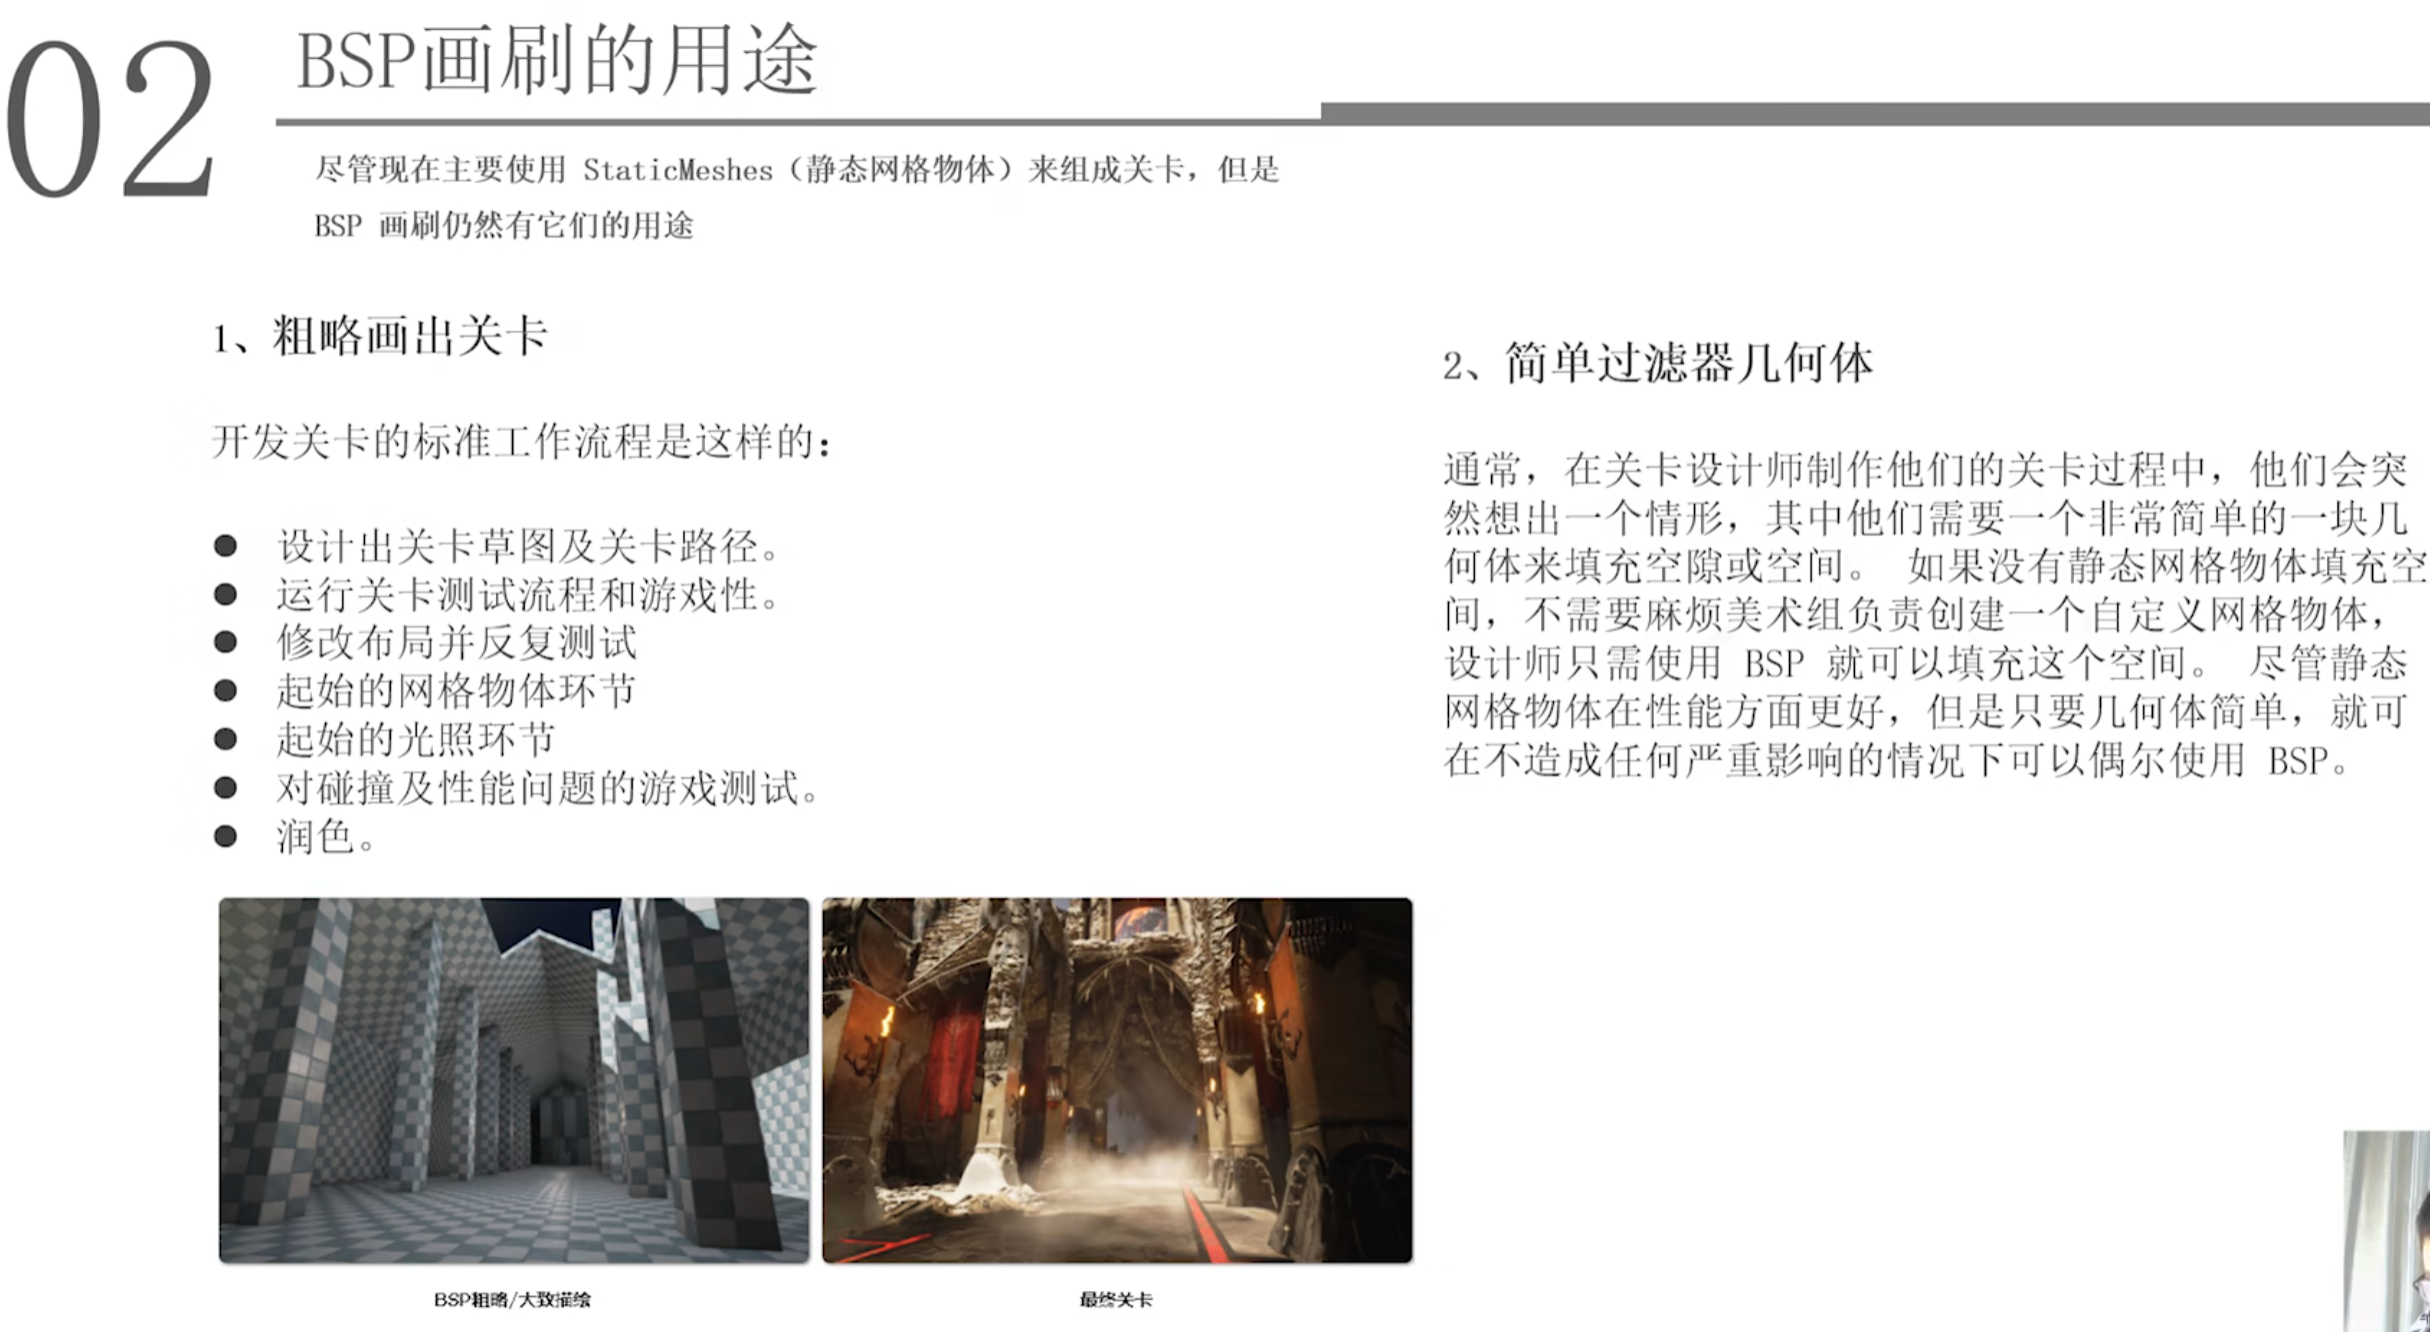 02
BSP画刷的用途
尽管现在主要使用 StaticMeshes（静态网格物体）来组成关卡，但是
BSP 画刷仍然有它们的用途
1、粗略画出关卡
开发关卡的标准工作流程是这样的：
● 设计出关卡草图及关卡路径。
● 运行关卡测试流程和游戏性。
● 修改布局并反复测试
● 起始的网格物体环节
● 起始的光照环节
● 对碰撞及性能问题的游戏测试。
● 润色。
BSP粗略/大致描绘
最终关卡
2、简单过滤器几何体
通常，在关卡设计师制作他们的关卡过程中，他们会突
然想出一个情形，其中他们需要一个非常简单的一块几
何体来填充空隙或空间。 如果没有静态网格物体填充空
间，不需要麻烦美术组负责创建一个自定义网格物体，
设计师只需使用 BSP 就可以填充这个空间。 尽管静态
网格物体在性能方面更好，但是只要几何体简单，就可
在不造成任何严重影响的情况下可以偶尔使用 BSP。